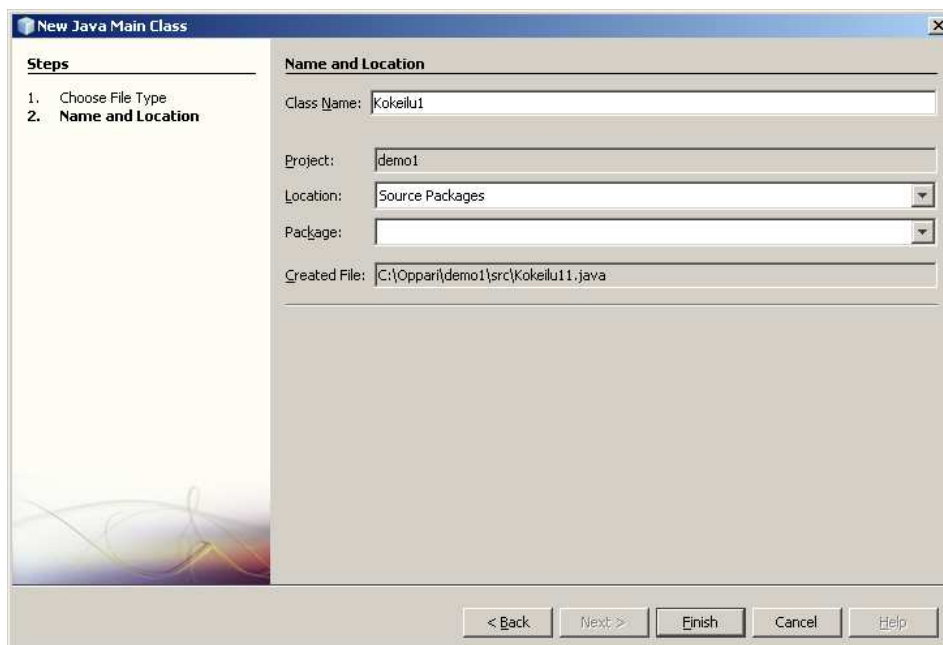 New Java Main Class
Steps
1. Choose File Type
2. Name and Location
Name and Location
Class Name: Kokeilu1
Project: demo1
Location: Source Packages
Package:
Created File: C:\Oppari\demo1\src\Kokeilu11.java
< Back Next > Finish Cancel Help